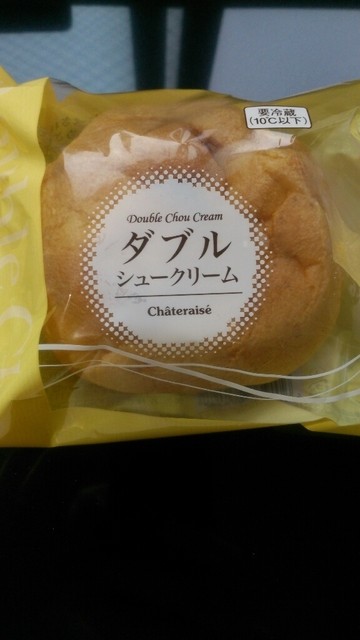 要冷蔵
(10℃以下)
Double Chou Cream
ダブル
シュークリーム
Châteraisé